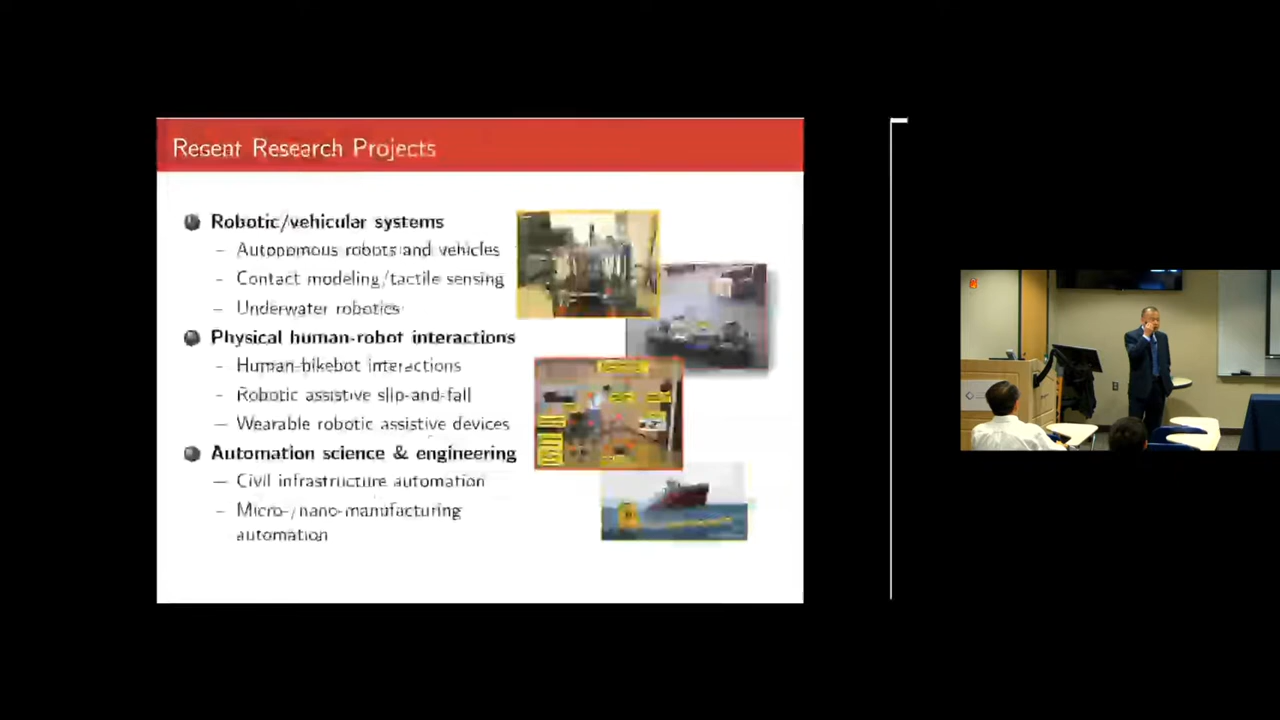 Recent Research Projects
Robotic/vehicular systems
– Autonomous robots and vehicles
– Contact modeling/tactile sensing
– Underwater robotics
Physical human-robot interactions
– Human-bikebot interactions
– Robotic assistive slip-and-fall
– Wearable robotic assistive devices
Automation science & engineering
– Civil infrastructure automation
– Micro-/nano-manufacturing
automation